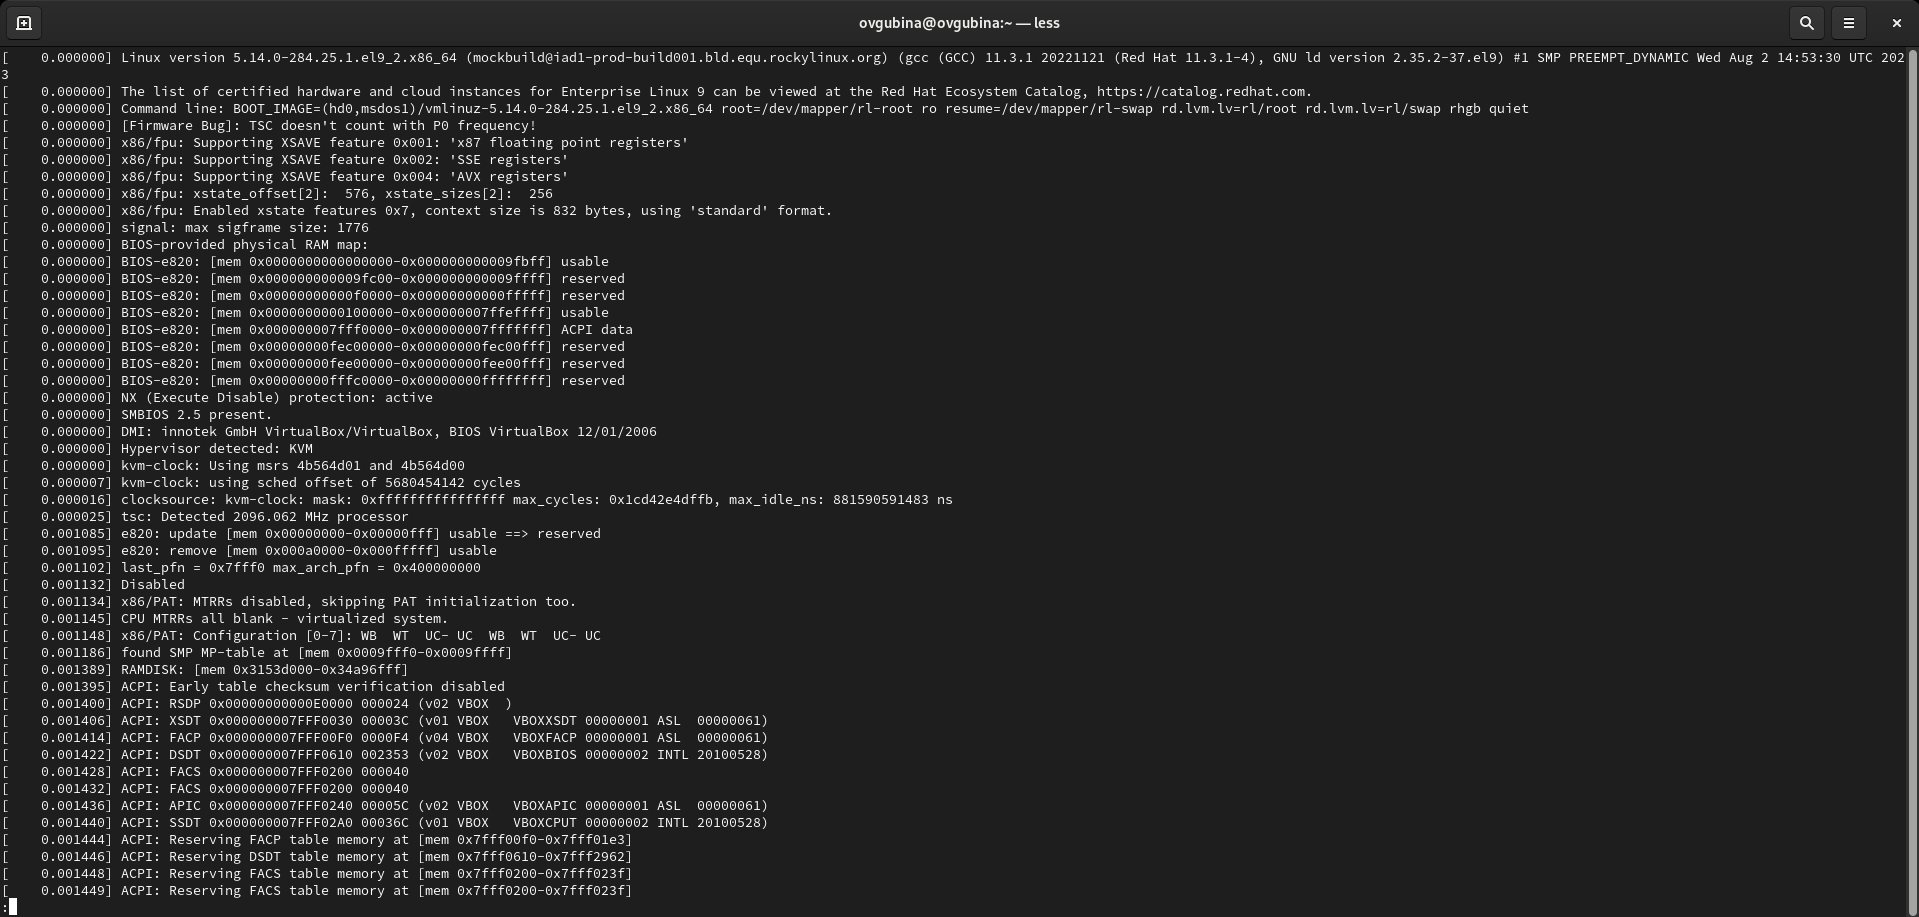 ovgubina@ovgubina:~ — less
[    0.000000] Linux version 5.14.0-284.25.1.el9_2.x86_64 (mockbuild@iad1-prod-build001.bld.equ.rockylinux.org) (gcc (GCC) 11.3.1 20221121 (Red Hat 11.3.1-4), GNU ld version 2.35.2-37.el9) #1 SMP PREEMPT_DYNAMIC Wed Aug 2 14:53:30 UTC 202
3
[    0.000000] The list of certified hardware and cloud instances for Enterprise Linux 9 can be viewed at the Red Hat Ecosystem Catalog, https://catalog.redhat.com.
[    0.000000] Command line: BOOT_IMAGE=(hd0,msdos1)/vmlinuz-5.14.0-284.25.1.el9_2.x86_64 root=/dev/mapper/rl-root ro resume=/dev/mapper/rl-swap rd.lvm.lv=rl/root rd.lvm.lv=rl/swap rhgb quiet
[    0.000000] [Firmware Bug]: TSC doesn't count with P0 frequency!
[    0.000000] x86/fpu: Supporting XSAVE feature 0x001: 'x87 floating point registers'
[    0.000000] x86/fpu: Supporting XSAVE feature 0x002: 'SSE registers'
[    0.000000] x86/fpu: Supporting XSAVE feature 0x004: 'AVX registers'
[    0.000000] x86/fpu: xstate_offset[2]:  576, xstate_sizes[2]:  256
[    0.000000] x86/fpu: Enabled xstate features 0x7, context size is 832 bytes, using 'standard' format.
[    0.000000] signal: max sigframe size: 1776
[    0.000000] BIOS-provided physical RAM map:
[    0.000000] BIOS-e820: [mem 0x0000000000000000-0x000000000009fbff] usable
[    0.000000] BIOS-e820: [mem 0x000000000009fc00-0x000000000009ffff] reserved
[    0.000000] BIOS-e820: [mem 0x00000000000f0000-0x00000000000fffff] reserved
[    0.000000] BIOS-e820: [mem 0x0000000000100000-0x000000007ffeffff] usable
[    0.000000] BIOS-e820: [mem 0x000000007fff0000-0x000000007fffffff] ACPI data
[    0.000000] BIOS-e820: [mem 0x00000000fec00000-0x00000000fec00fff] reserved
[    0.000000] BIOS-e820: [mem 0x00000000fee00000-0x00000000fee00fff] reserved
[    0.000000] BIOS-e820: [mem 0x00000000fffc0000-0x00000000ffffffff] reserved
[    0.000000] NX (Execute Disable) protection: active
[    0.000000] SMBIOS 2.5 present.
[    0.000000] DMI: innotek GmbH VirtualBox/VirtualBox, BIOS VirtualBox 12/01/2006
[    0.000000] Hypervisor detected: KVM
[    0.000000] kvm-clock: Using msrs 4b564d01 and 4b564d00
[    0.000007] kvm-clock: using sched offset of 5680454142 cycles
[    0.000016] clocksource: kvm-clock: mask: 0xffffffffffffffff max_cycles: 0x1cd42e4dffb, max_idle_ns: 881590591483 ns
[    0.000025] tsc: Detected 2096.062 MHz processor
[    0.001085] e820: update [mem 0x00000000-0x00000fff] usable ==> reserved
[    0.001095] e820: remove [mem 0x000a0000-0x000fffff] usable
[    0.001102] last_pfn = 0x7fff0 max_arch_pfn = 0x400000000
[    0.001132] Disabled
[    0.001134] x86/PAT: MTRRs disabled, skipping PAT initialization too.
[    0.001145] CPU MTRRs all blank - virtualized system.
[    0.001148] x86/PAT: Configuration [0-7]: WB  WT  UC- UC  WB  WT  UC- UC
[    0.001186] found SMP MP-table at [mem 0x0009fff0-0x0009ffff]
[    0.001389] RAMDISK: [mem 0x3153d000-0x34a96fff]
[    0.001395] ACPI: Early table checksum verification disabled
[    0.001400] ACPI: RSDP 0x00000000000E0000 000024 (v02 VBOX  )
[    0.001406] ACPI: XSDT 0x000000007FFF0030 00003C (v01 VBOX   VBOXXSDT 00000001 ASL  00000061)
[    0.001414] ACPI: FACP 0x000000007FFF00F0 0000F4 (v04 VBOX   VBOXFACP 00000001 ASL  00000061)
[    0.001422] ACPI: DSDT 0x000000007FFF0610 002353 (v02 VBOX   VBOXBIOS 00000002 INTL 20100528)
[    0.001428] ACPI: FACS 0x000000007FFF0200 000040
[    0.001432] ACPI: FACS 0x000000007FFF0200 000040
[    0.001436] ACPI: APIC 0x000000007FFF0240 00005C (v02 VBOX   VBOXAPIC 00000001 ASL  00000061)
[    0.001440] ACPI: SSDT 0x000000007FFF02A0 00036C (v01 VBOX   VBOXCPUT 00000002 INTL 20100528)
[    0.001444] ACPI: Reserving FACP table memory at [mem 0x7fff00f0-0x7fff01e3]
[    0.001446] ACPI: Reserving DSDT table memory at [mem 0x7fff0610-0x7fff2962]
[    0.001448] ACPI: Reserving FACS table memory at [mem 0x7fff0200-0x7fff023f]
[    0.001449] ACPI: Reserving FACS table memory at [mem 0x7fff0200-0x7fff023f]
: